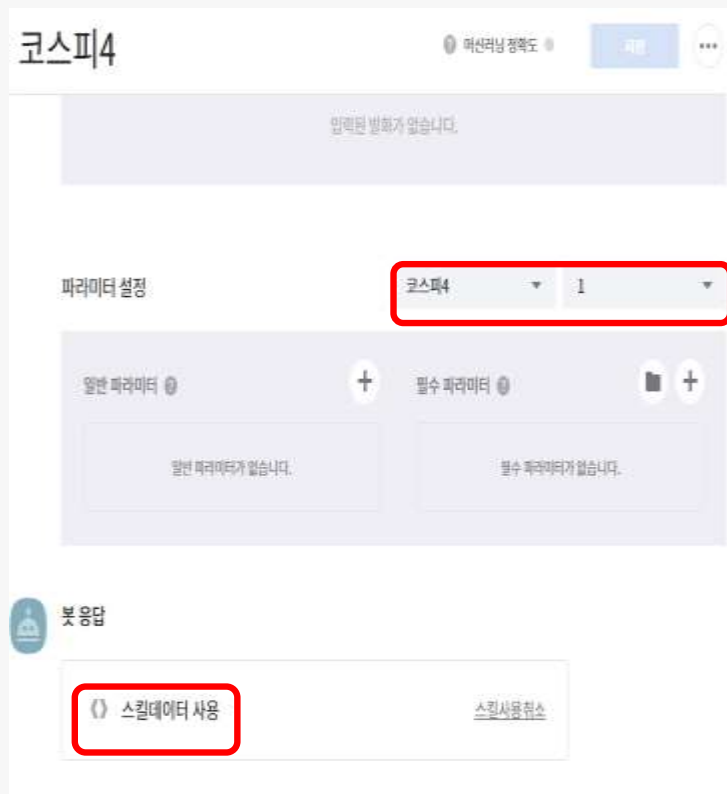 코스피4
머신러닝 정확도
저장
입력된 발화가 없습니다.
파라미터 설정
코스피4
1
일반 파라미터
필수 파라미터
일반 파라미터가 없습니다.
필수 파라미터가 없습니다.
봇 응답
스킬데이터 사용
스킬사용취소